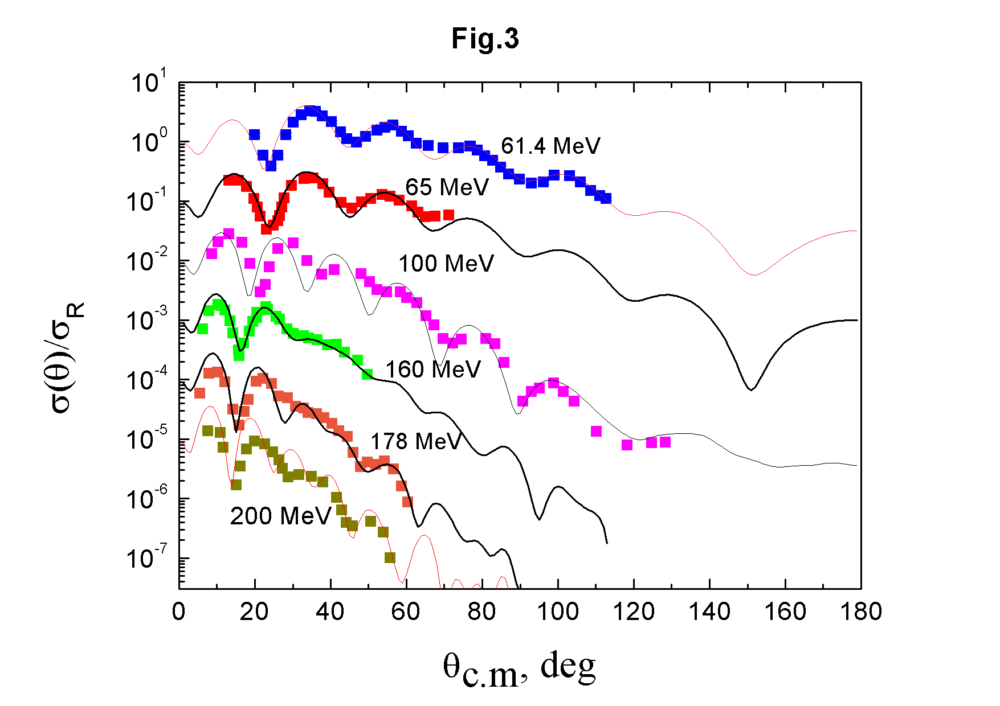 Fig.3
10^1
10^0
10^-1
10^-2
10^-3
10^-4
10^-5
10^-6
10^-7
σ(θ)/σ_R
61.4 MeV
65 MeV
100 MeV
160 MeV
178 MeV
200 MeV
0 20 40 60 80 100 120 140 160 180
θ_c.m, deg